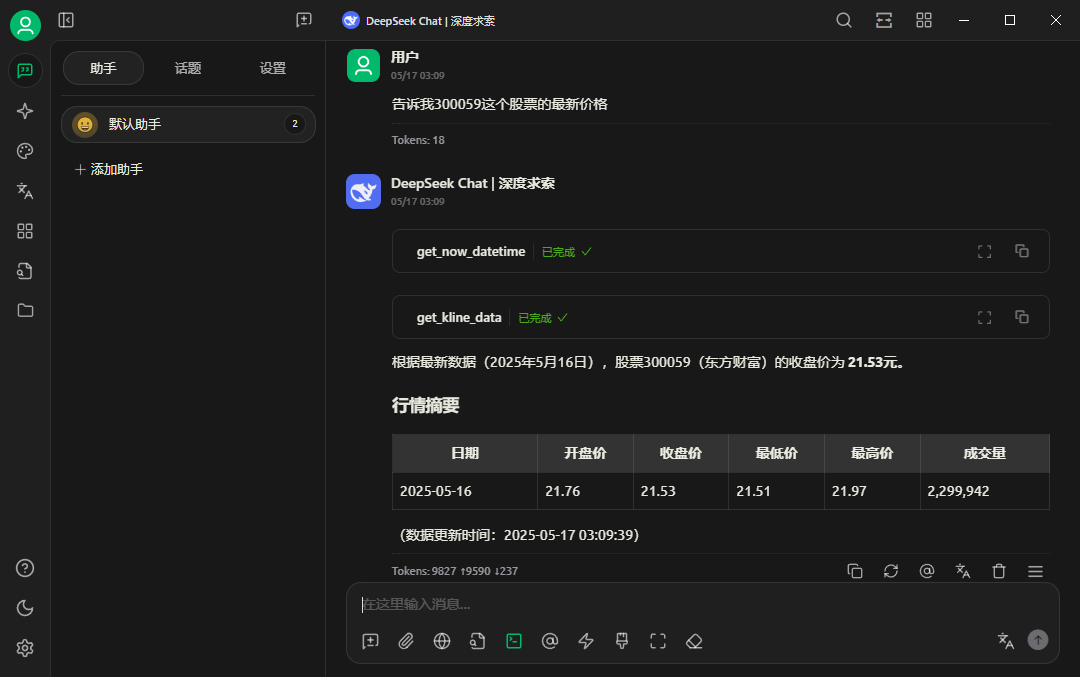 DeepSeek Chat | 深度求索
助手
话题
设置
默认助手
2
添加助手
用户
05/17 03:09
告诉我300059这个股票的最新价格
Tokens: 18
DeepSeek Chat | 深度求索
05/17 03:09
get_now_datetime 已完成
get_kline_data 已完成
根据最新数据（2025年5月16日），股票300059（东方财富）的收盘价为 21.53元。
行情摘要
日期 开盘价 收盘价 最低价 最高价 成交量
2025-05-16 21.76 21.53 21.51 21.97 2,299,942
（数据更新时间：2025-05-17 03:09:39）
Tokens: 9827 ↑9590 ↓237
在这里输入消息...